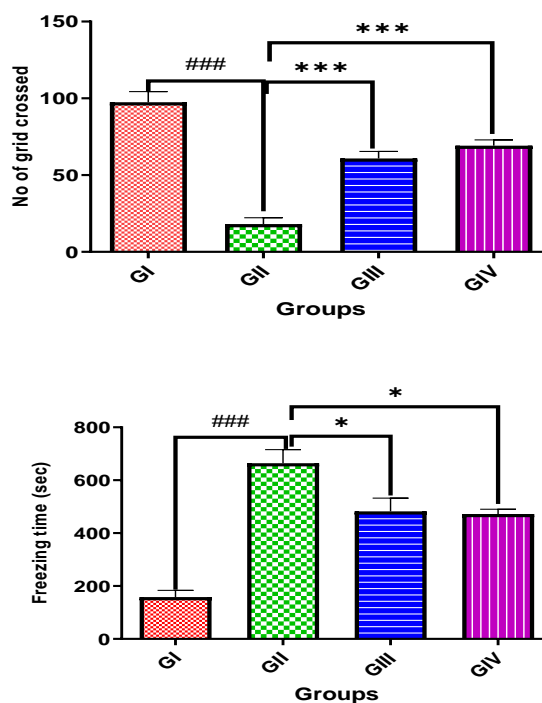 150
100
50
0
No of grid crossed
###
***
***
GI
GII
GIII
GIV
Groups
800
600
400
200
0
Freezing time (sec)
###
*
*
GI
GII
GIII
GIV
Groups